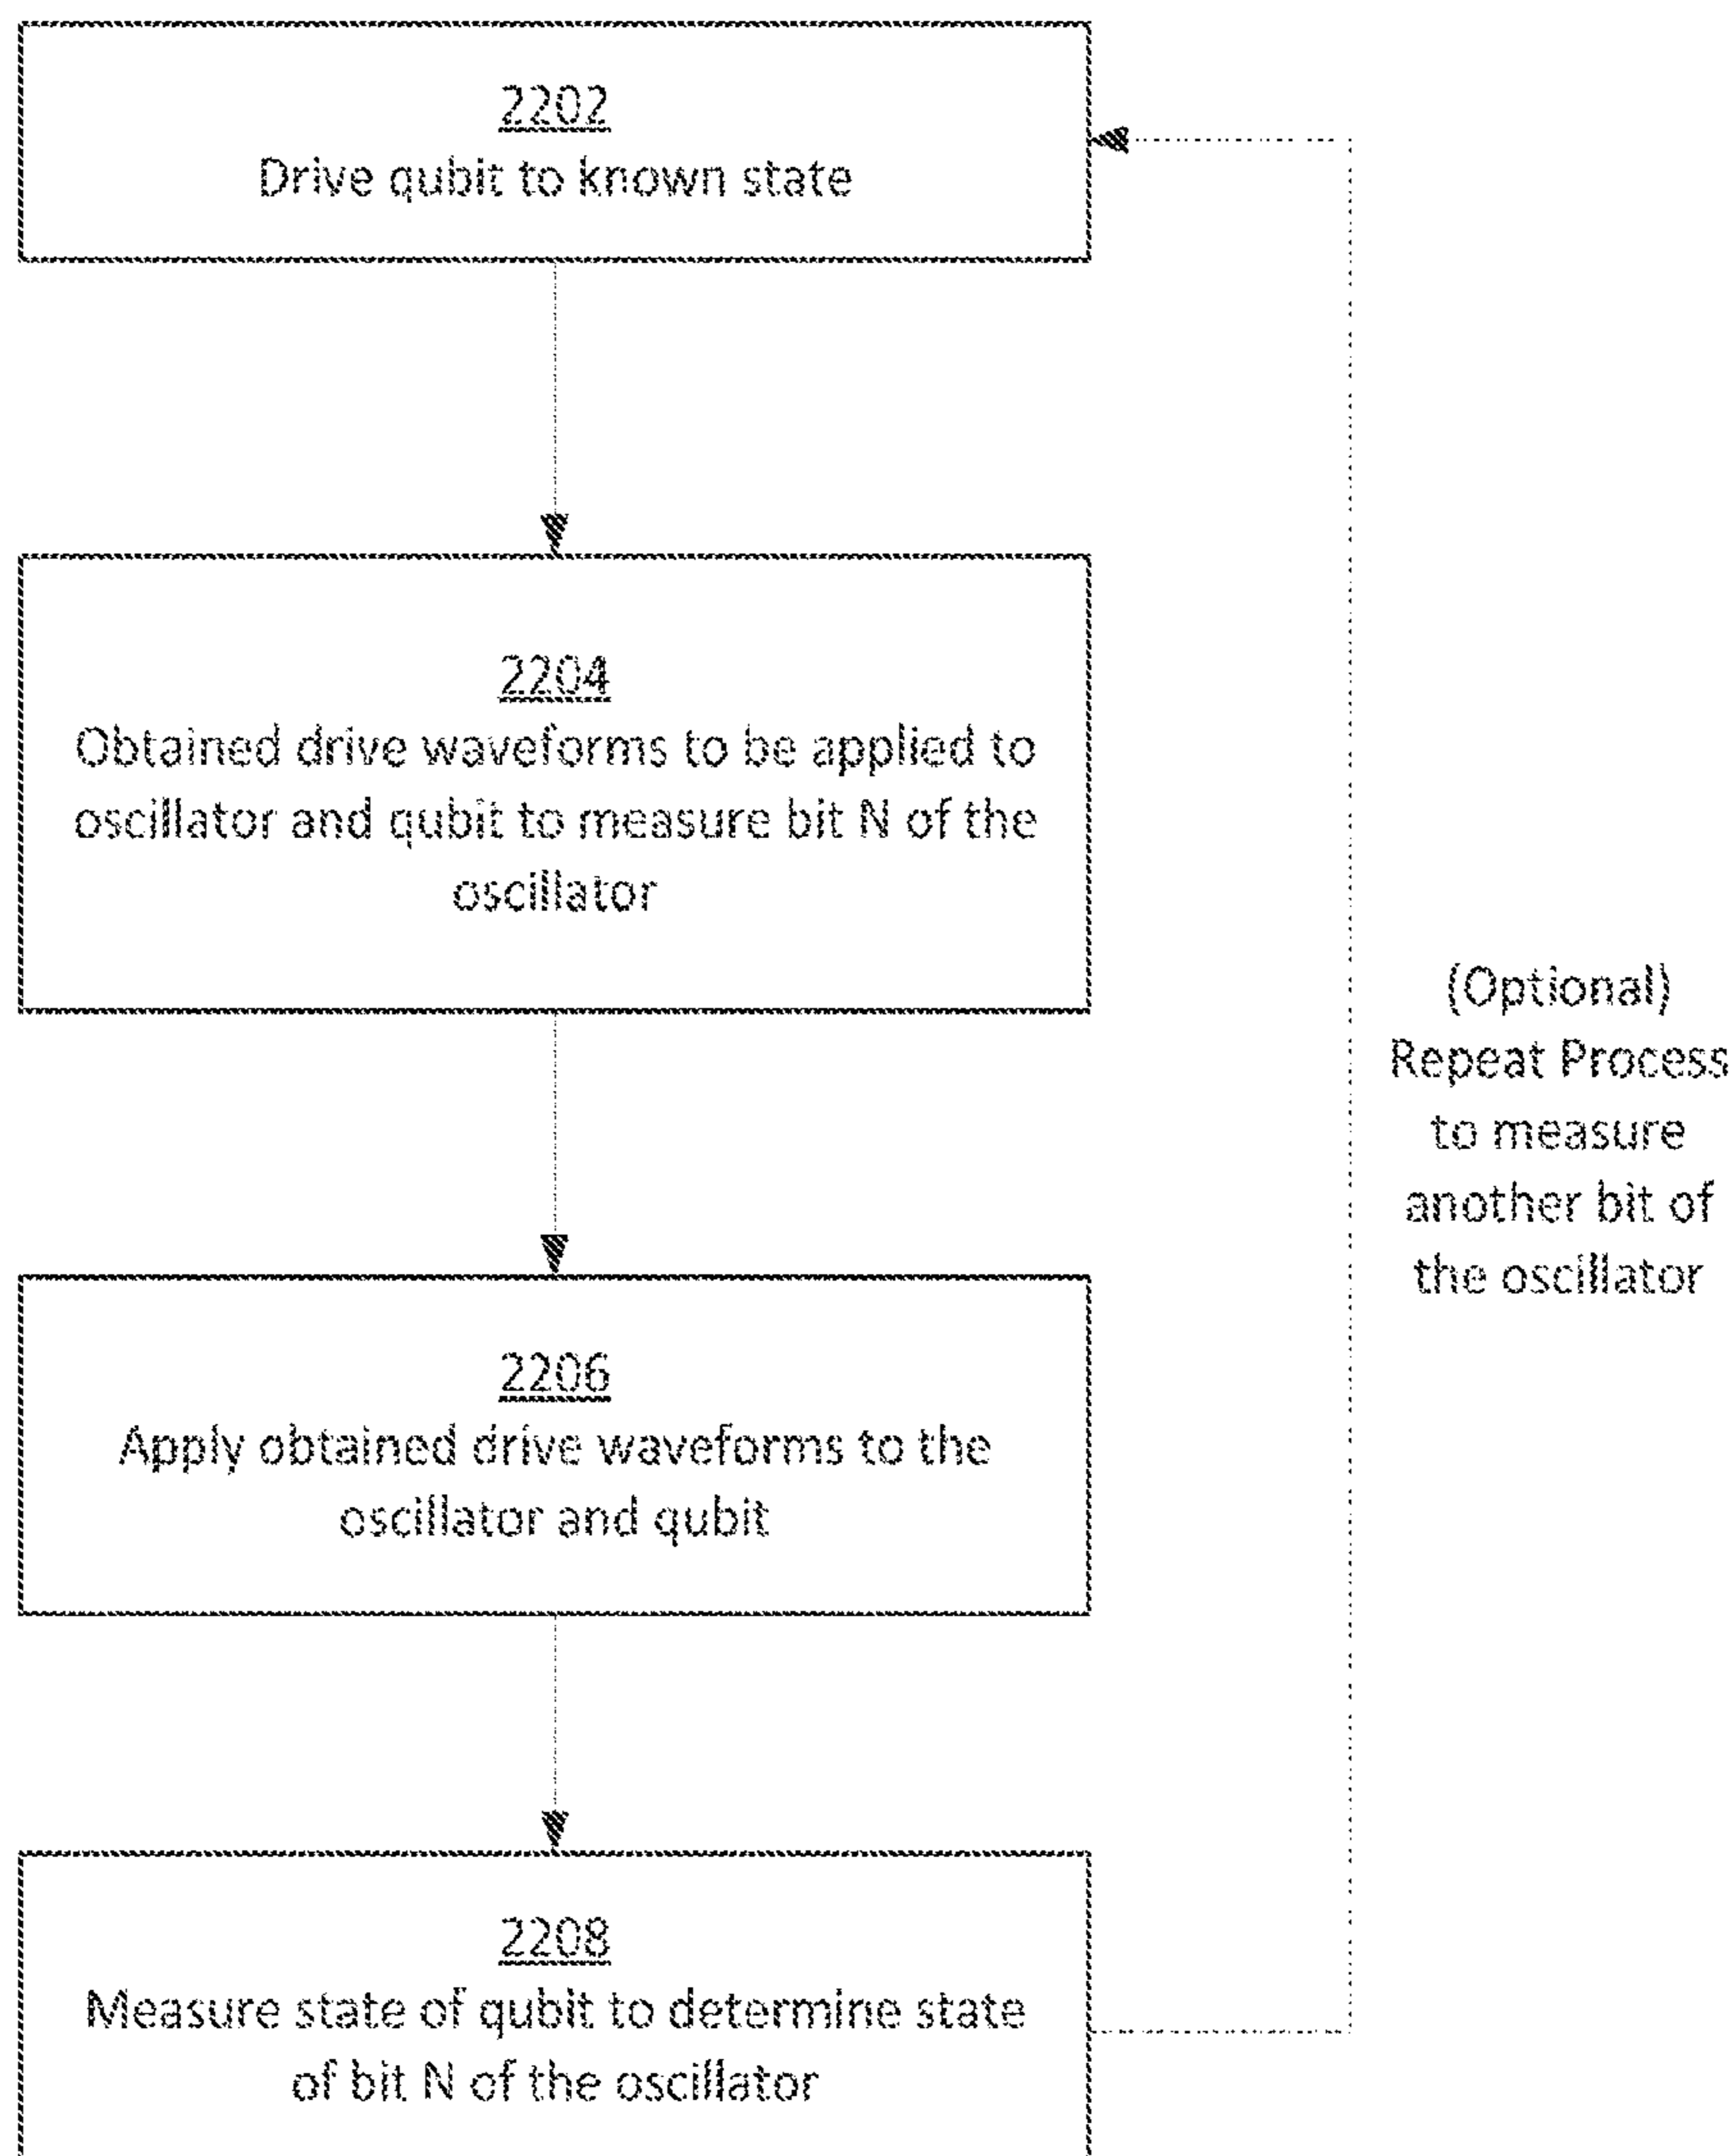 2202
Drive qubit to known state
2204
Obtained drive waveforms to be applied to
oscillator and qubit to measure bit N of the
oscillator
(Optional)
Repeat Process
to measure
another bit of
the oscillator
2206
Apply obtained drive waveforms to the
oscillator and qubit
2208
Measure state of qubit to determine state
of bit N of the oscillator